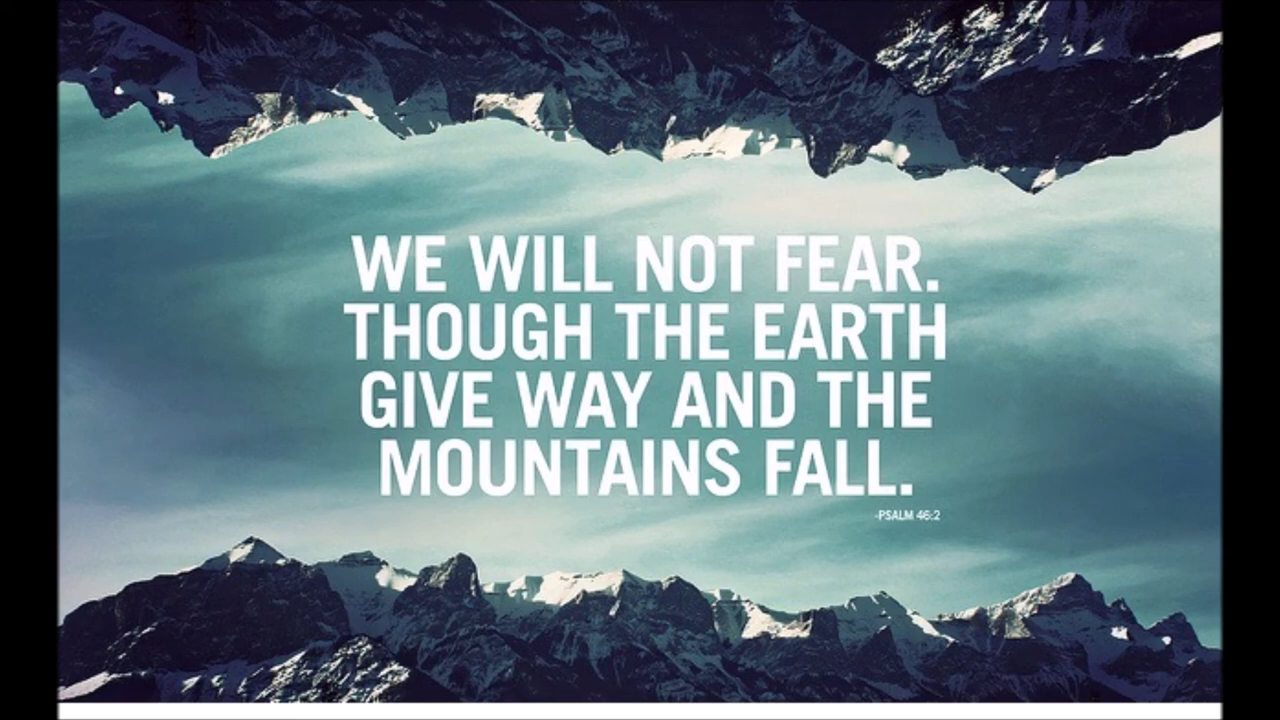 WE WILL NOT FEAR.
THOUGH THE EARTH
GIVE WAY AND THE
MOUNTAINS FALL.
-PSALM 46:2